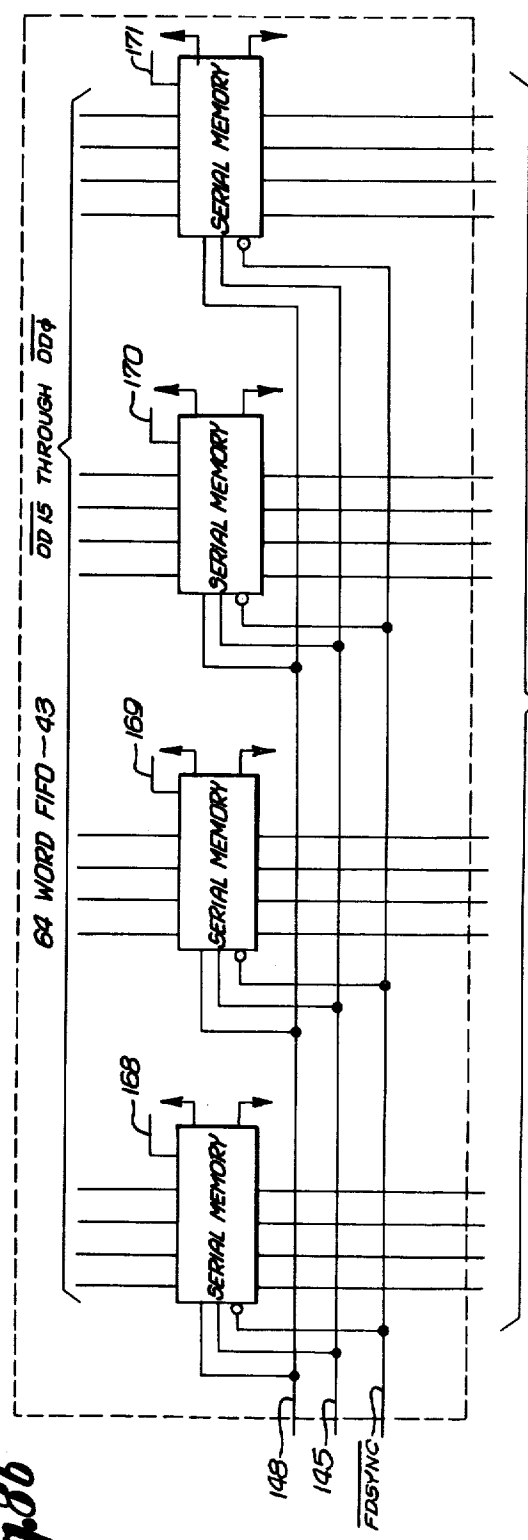 g.8b
64 WORD FIFO - 43
OD15 THROUGH OD0
168
169
170
171
SERIAL MEMORY
SERIAL MEMORY
SERIAL MEMORY
SERIAL MEMORY
148
145
FDSYNC